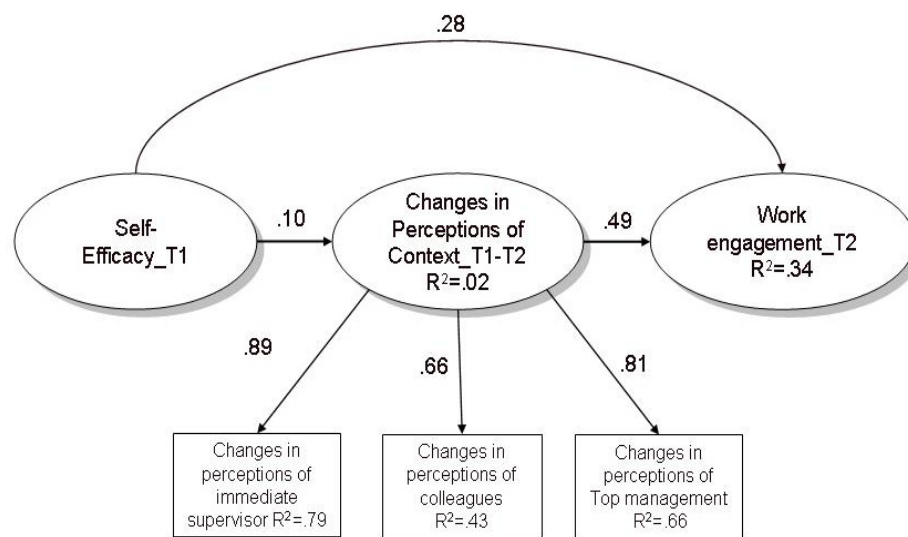 .28
Self-
Efficacy_T1
.10
Changes in
Perceptions of
Context_T1-T2
R²=.02
.49
Work
engagement_T2
R²=.34
.89
.66
.81
Changes in
perceptions of
immediate
supervisor R²=.79
Changes in
perceptions of
colleagues
R²=.43
Changes in
perceptions of
Top management
R²=.66